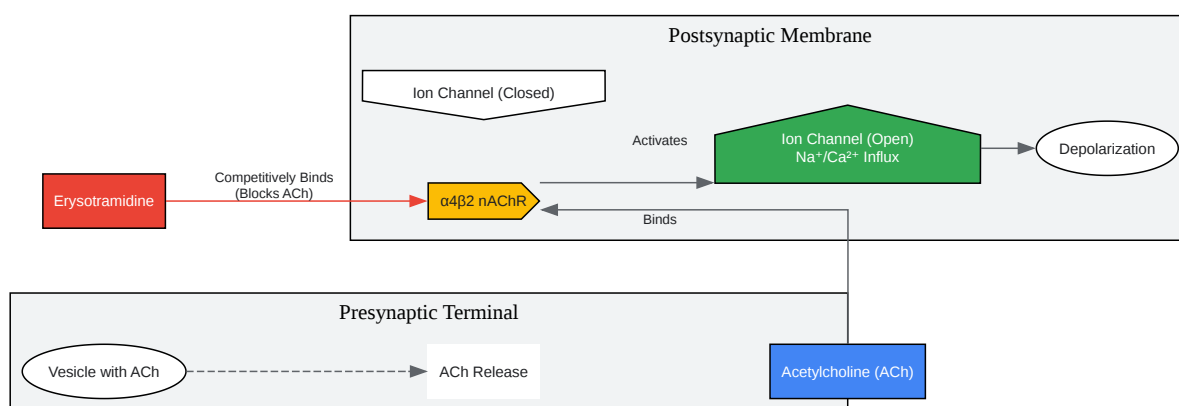 Postsynaptic Membrane
Ion Channel (Closed)
Activates
Ion Channel (Open)
Na⁺/Ca²⁺ Influx
Depolarization
Erysotramidine
Competitively Binds
(Blocks ACh)
α4β2 nAChR
Binds
Presynaptic Terminal
Vesicle with ACh
ACh Release
Acetylcholine (ACh)